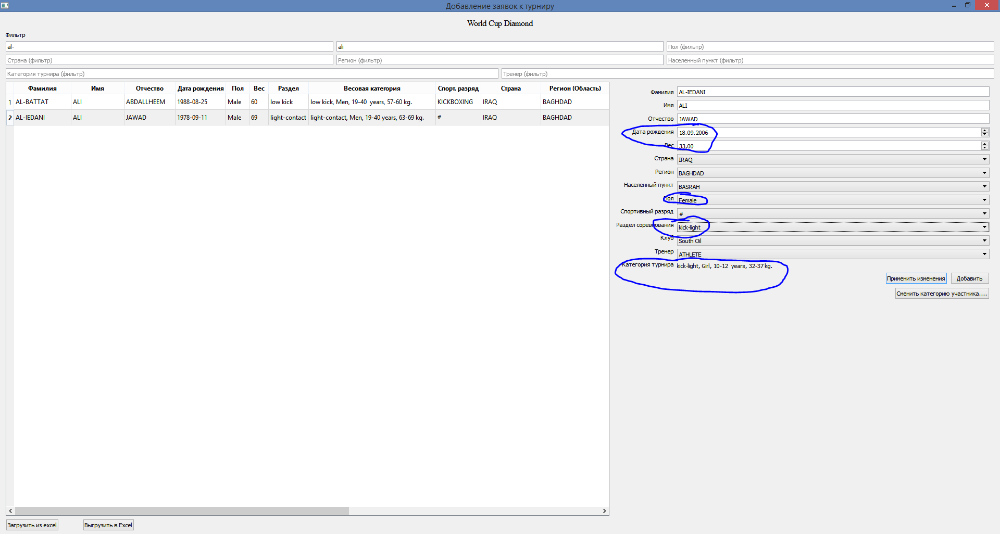 Добавление заявок к турниру
World Cup Diamond
Фильтр
al- ali Пол (фильтр)
Страна (фильтр) Регион (фильтр) Населенный пункт (фильтр)
Категория турнира (фильтр) Тренер (фильтр)
Фамилия Имя Отчество Дата рождения Пол Вес Раздел Весовая категория Спорт. разряд Страна Регион (Область)
1 AL-BATTAT ALI ABDALLHEEM 1988-08-25 Male 60 low kick low kick, Men, 19-40 years, 57-60 kg. KICKBOXING IRAQ BAGHDAD
2 AL-IEDANI ALI JAWAD 1978-09-11 Male 69 light-contact light-contact, Men, 19-40 years, 63-69 kg. # IRAQ BAGHDAD
Фамилия AL-IEDANI
Имя ALI
Отчество JAWAD
Дата рождения 18.09.2006
Вес 33,00
Страна IRAQ
Регион BAGHDAD
Населенный пункт BASRAH
Пол Female
Спортивный разряд #
Раздел соревнования kick-light
Клуб South Oil
Тренер ATHLETE
Категория турнира kick-light, Girl, 10-12 years, 32-37 kg.
Применить изменения Добавить
Сменить категорию участника....
Загрузить из excel Выгрузить в Excel